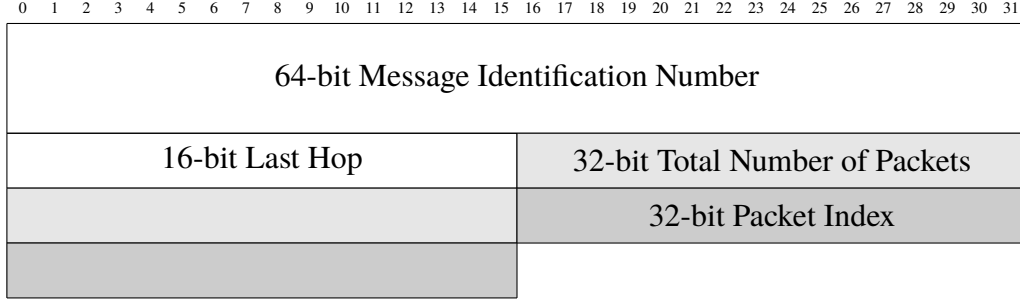 0 1 2 3 4 5 6 7 8 9 10 11 12 13 14 15 16 17 18 19 20 21 22 23 24 25 26 27 28 29 30 31
64-bit Message Identification Number
16-bit Last Hop 32-bit Total Number of Packets
32-bit Packet Index